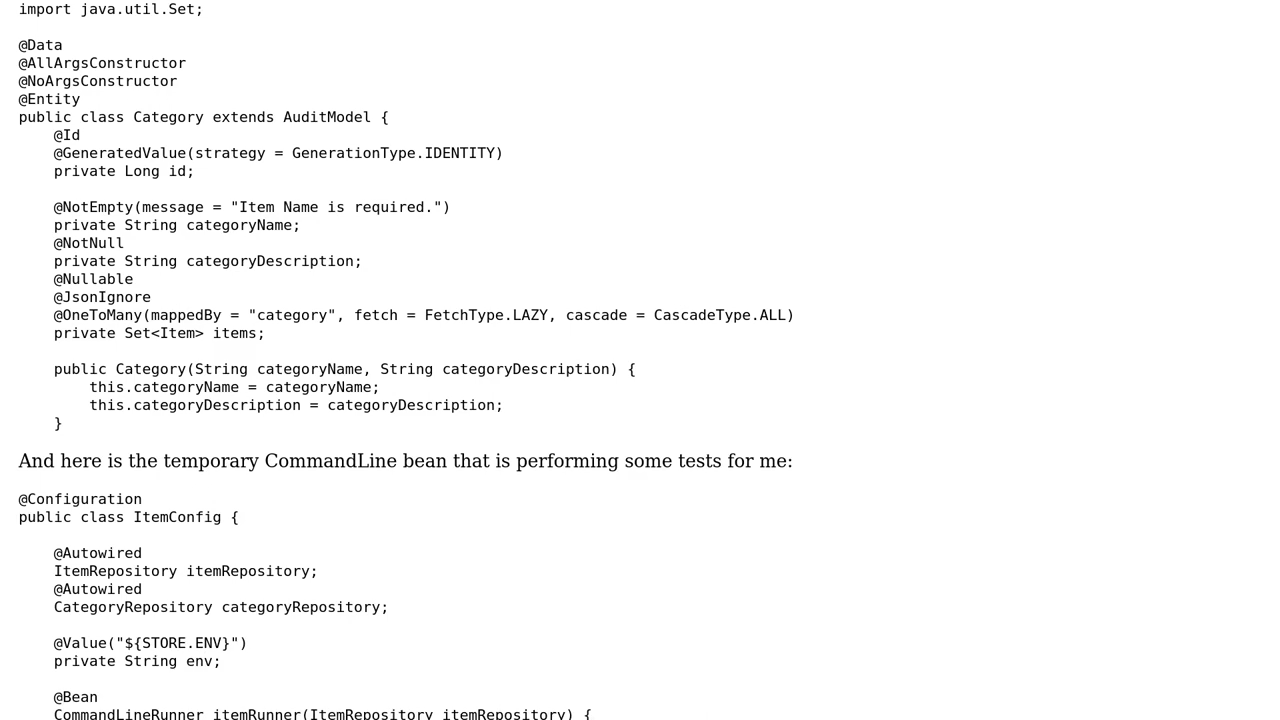 import java.util.Set;
@Data
@AllArgsConstructor
@NoArgsConstructor
@Entity
public class Category extends AuditModel {
@Id
@GeneratedValue(strategy = GenerationType.IDENTITY)
private Long id;
@NotEmpty(message = "Item Name is required.")
private String categoryName;
@NotNull
private String categoryDescription;
@Nullable
@JsonIgnore
@OneToMany(mappedBy = "category", fetch = FetchType.LAZY, cascade = CascadeType.ALL)
private Set<Item> items;
public Category(String categoryName, String categoryDescription) {
this.categoryName = categoryName;
this.categoryDescription = categoryDescription;
}
And here is the temporary CommandLine bean that is performing some tests for me:
@Configuration
public class ItemConfig {
@Autowired
ItemRepository itemRepository;
@Autowired
CategoryRepository categoryRepository;
@Value("${STORE.ENV}")
private String env;
@Bean
CommandLineRunner itemRunner(ItemRepository itemRepository) {